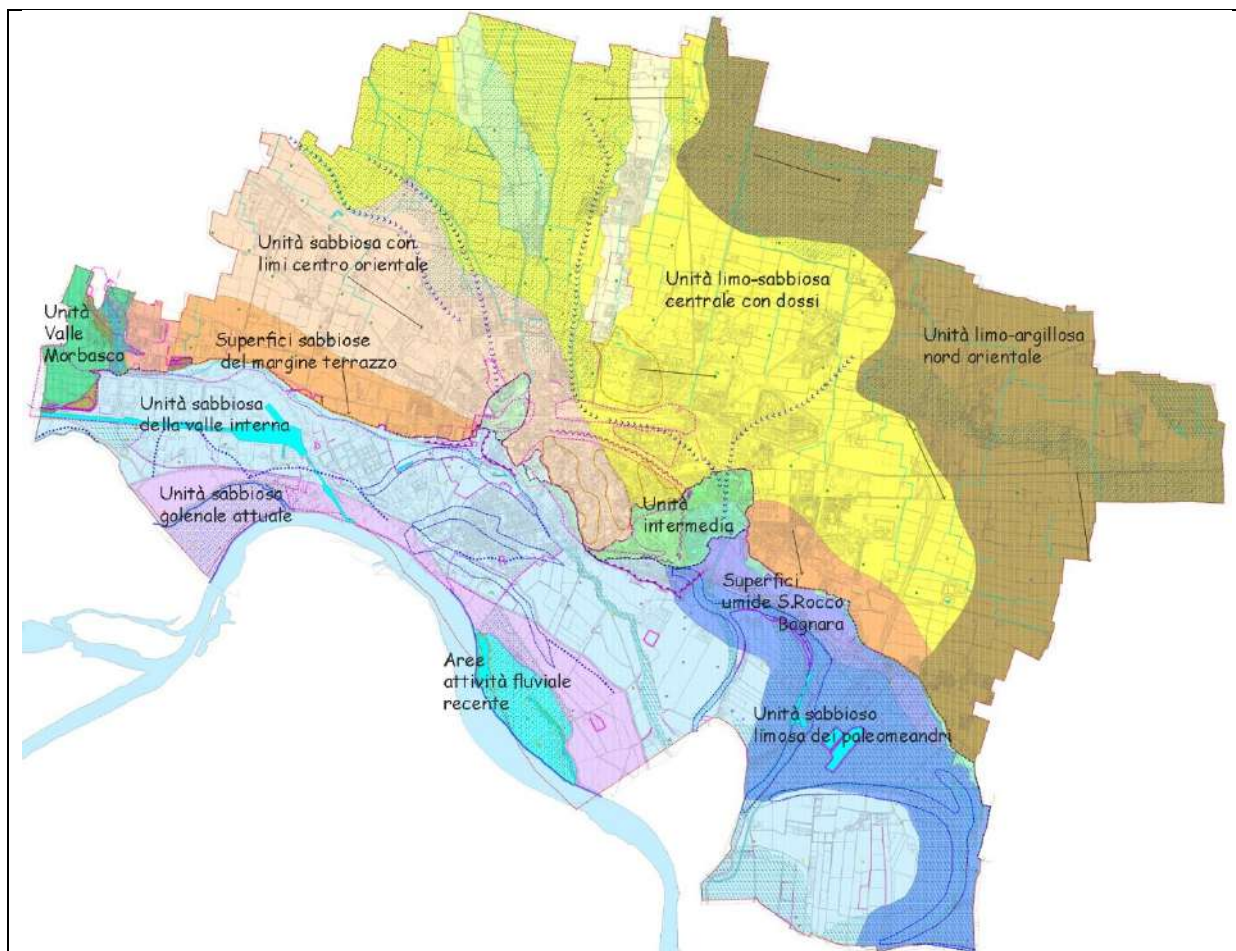 Unità sabbiosa con
limi centro orientale
Unità limo-sabbiosa
centrale con dossi
Unità
Valle
Morbasco
Superfici sabbiose
del margine terrazzo
Unità limo-argillosa
nord orientale
Unità sabbiosa
della valle interna
Unità sabbiosa
golenale attuale
Unità
intermedia
Superfici
umide S.Rocco
Bagnara
Aree
attività fluviale
recente
Unità sabbioso
limosa dei paleomeandri